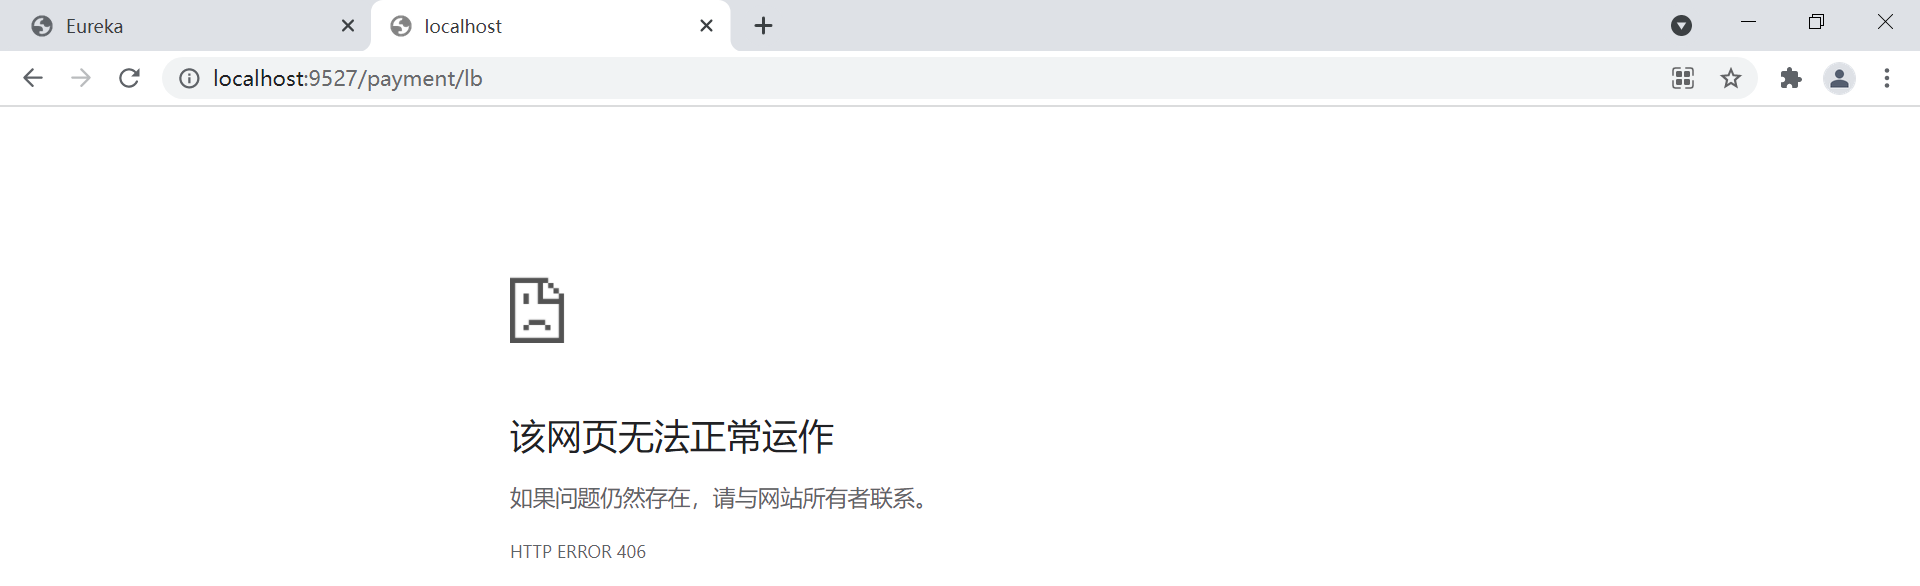 Eureka
localhost
localhost:9527/payment/lb
该网页无法正常运作
如果问题仍然存在，请与网站所有者联系。
HTTP ERROR 406